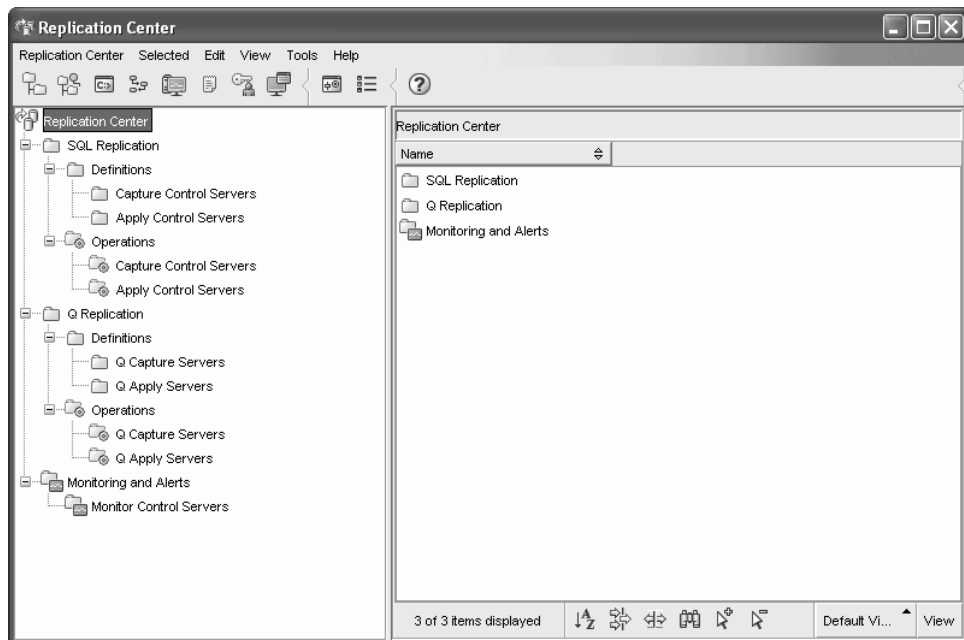 Replication Center
Replication Center Selected Edit View Tools Help
Replication Center
SQL Replication
Definitions
Capture Control Servers
Apply Control Servers
Operations
Capture Control Servers
Apply Control Servers
Q Replication
Definitions
Q Capture Servers
Q Apply Servers
Operations
Q Capture Servers
Q Apply Servers
Monitoring and Alerts
Monitor Control Servers
Replication Center
Name
SQL Replication
Q Replication
Monitoring and Alerts
3 of 3 items displayed
Default Vi...
View